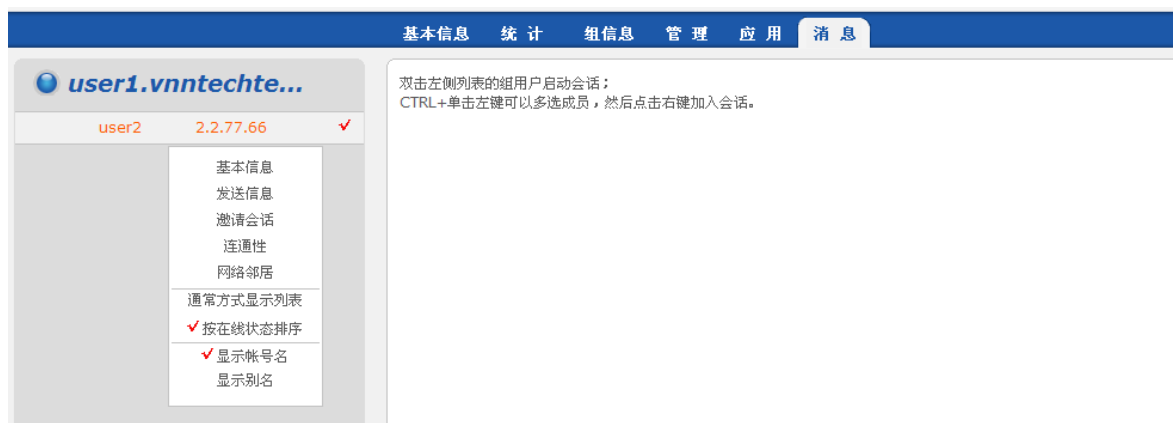 基本信息 统 计 组信息 管 理 应 用 消 息
user1.vnntechte...
user2 2.2.77.66
基本信息
发送信息
邀请会话
连通性
网络邻居
通常方式显示列表
按在线状态排序
显示帐号名
显示别名
双击左侧列表的组用户启动会话;
CTRL+单击左键可以多选成员，然后点击右键加入会话。